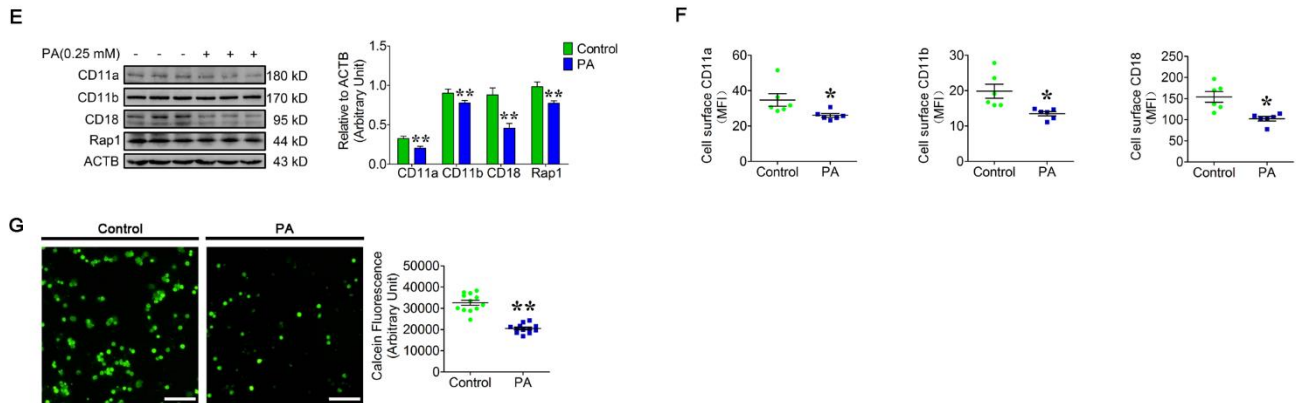 E
PA(0.25 mM) - - - + + +
CD11a 180 kD
CD11b 170 kD
CD18 95 kD
Rap1 44 kD
ACTB 43 kD
Relative to ACTB
(Arbitrary Unit)
1.5
1.0
0.5
0.0
Control
PA
** ** ** **
CD11a CD11b CD18 Rap1
F
Cell surface CD11a
(MFI)
60
40
20
0
*
Control PA
Cell surface CD11b
(MFI)
30
20
10
0
*
Control PA
Cell surface CD18
(MFI)
250
200
150
100
50
0
*
Control PA
G
Control PA
Calcein Fluorescence
(Arbitrary Unit)
50000
40000
30000
20000
10000
0
**
Control PA